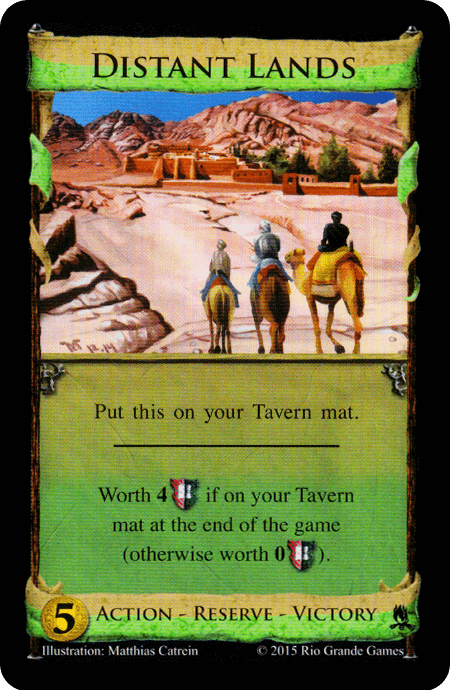 DISTANT LANDS
Put this on your Tavern mat.
Worth 4 if on your Tavern
mat at the end of the game
(otherwise worth 0 ).
5 ACTION - RESERVE - VICTORY
Illustration: Matthias Catrein © 2015 Rio Grande Games